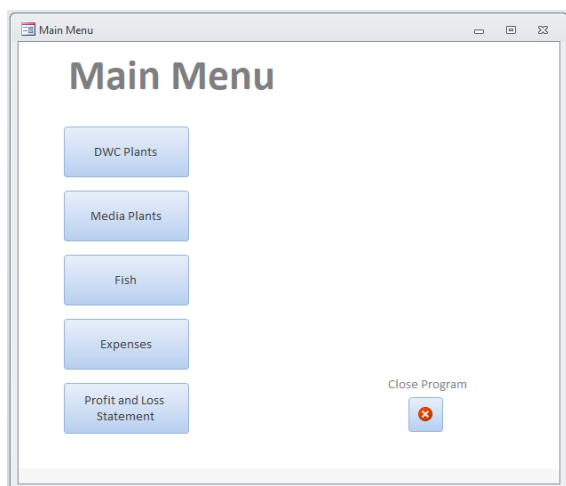 Main Menu
Main Menu
DWC Plants
Media Plants
Fish
Expenses
Profit and Loss
Statement
Close Program